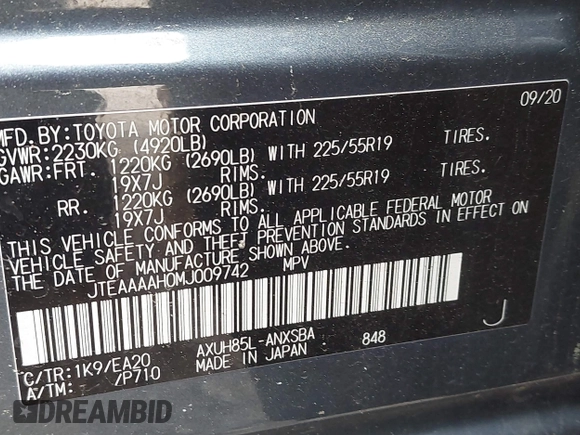 09/20
MFD.BY:TOYOTA MOTOR CORPORATION
GVWR:2230KG (4920LB)
GAWR:FRT. 1220KG (2690LB) WITH 225/55R19 TIRES.
19X7J RIMS.
RR. 1220KG (2690LB) WITH 225/55R19 TIRES.
19X7J RIMS.
THIS VEHICLE CONFORMS TO ALL APPLICABLE FEDERAL MOTOR
VEHICLE SAFETY AND THEFT PREVENTION STANDARDS IN EFFECT ON
THE DATE OF MANUFACTURE SHOWN ABOVE.
JTEAAAAH0MJ009742 MPV
J
C/TR:1K9/EA20 AXUH85L-ANXSBA 848
A/TM: /P710 MADE IN JAPAN
DREAMBID